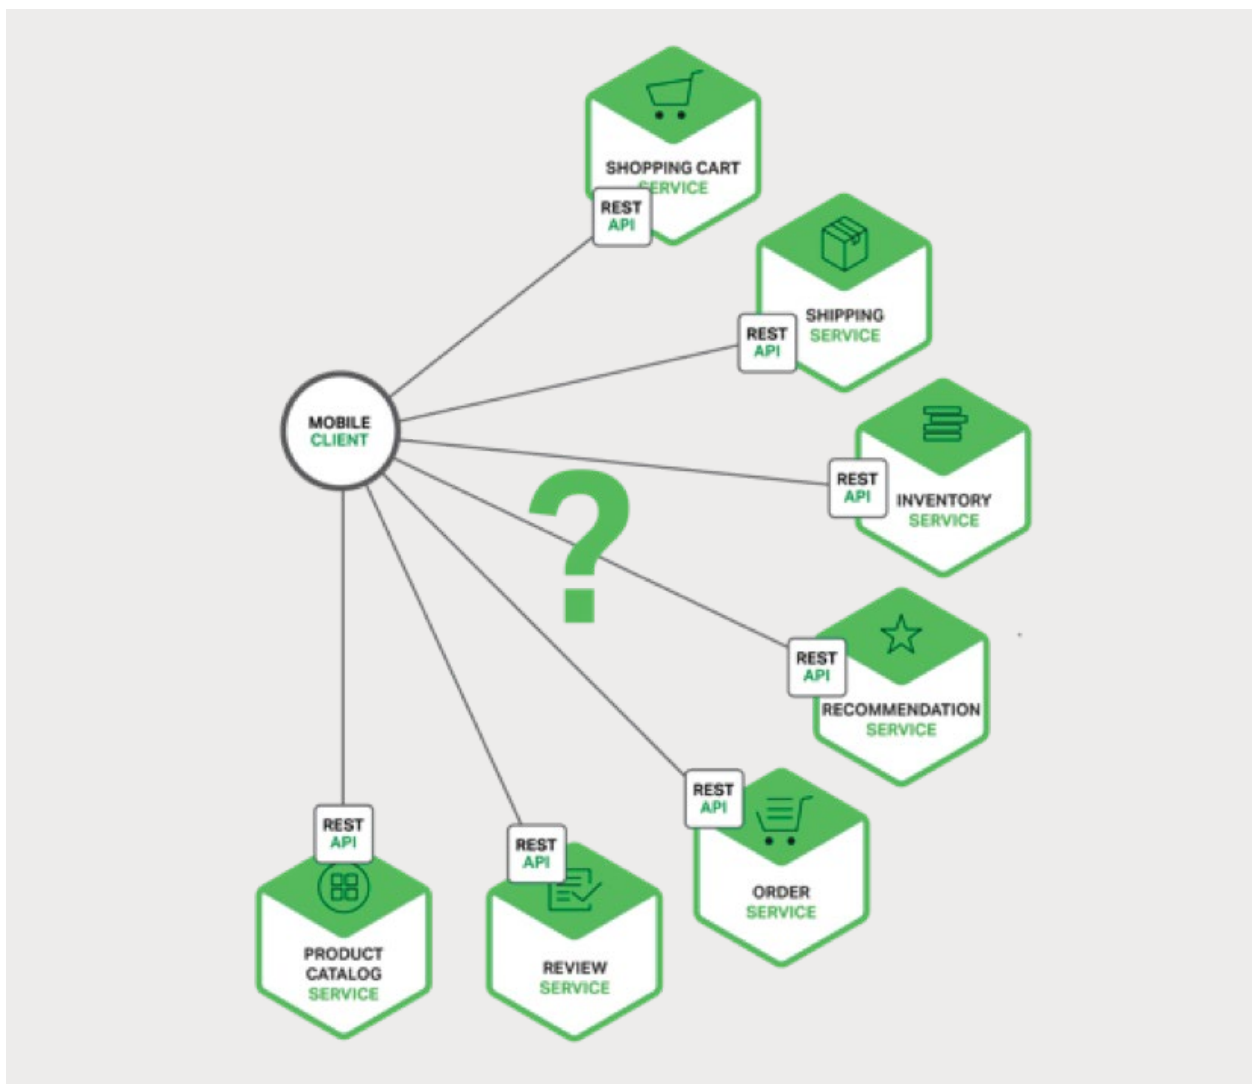 SHOPPING CART
SERVICE
REST
API
SHIPPING
SERVICE
REST
API
MOBILE
CLIENT
INVENTORY
SERVICE
REST
API
?
REST
API
RECOMMENDATION
SERVICE
REST
API
ORDER
SERVICE
REST
API
REVIEW
SERVICE
REST
API
PRODUCT
CATALOG
SERVICE